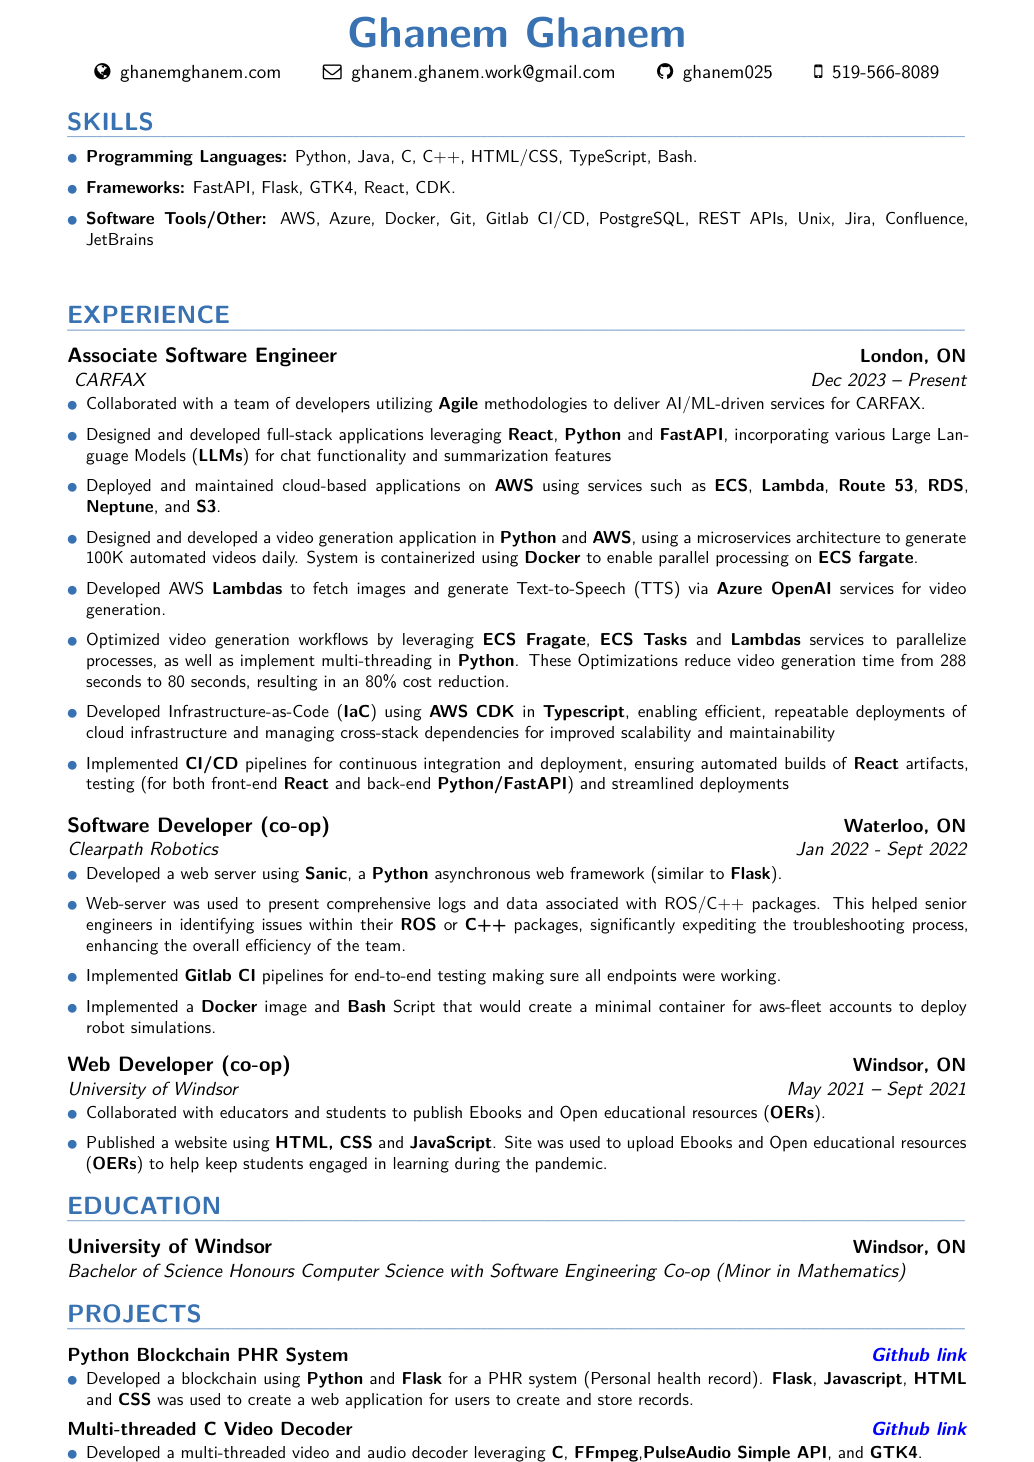 Ghanem Ghanem
ghanemghanem.com ghanem.ghanem.work@gmail.com ghanem025 519-566-8089
SKILLS
• Programming Languages: Python, Java, C, C++, HTML/CSS, TypeScript, Bash.
• Frameworks: FastAPI, Flask, GTK4, React, CDK.
• Software Tools/Other: AWS, Azure, Docker, Git, Gitlab CI/CD, PostgreSQL, REST APIs, Unix, Jira, Confluence,
JetBrains
EXPERIENCE
Associate Software Engineer London, ON
CARFAX Dec 2023 – Present
• Collaborated with a team of developers utilizing Agile methodologies to deliver AI/ML-driven services for CARFAX.
• Designed and developed full-stack applications leveraging React, Python and FastAPI, incorporating various Large Lan-
guage Models (LLMs) for chat functionality and summarization features
• Deployed and maintained cloud-based applications on AWS using services such as ECS, Lambda, Route 53, RDS,
Neptune, and S3.
• Designed and developed a video generation application in Python and AWS, using a microservices architecture to generate
100K automated videos daily. System is containerized using Docker to enable parallel processing on ECS fargate.
• Developed AWS Lambdas to fetch images and generate Text-to-Speech (TTS) via Azure OpenAI services for video
generation.
• Optimized video generation workflows by leveraging ECS Fragate, ECS Tasks and Lambdas services to parallelize
processes, as well as implement multi-threading in Python. These Optimizations reduce video generation time from 288
seconds to 80 seconds, resulting in an 80% cost reduction.
• Developed Infrastructure-as-Code (IaC) using AWS CDK in Typescript, enabling efficient, repeatable deployments of
cloud infrastructure and managing cross-stack dependencies for improved scalability and maintainability
• Implemented CI/CD pipelines for continuous integration and deployment, ensuring automated builds of React artifacts,
testing (for both front-end React and back-end Python/FastAPI) and streamlined deployments
Software Developer (co-op) Waterloo, ON
Clearpath Robotics Jan 2022 - Sept 2022
• Developed a web server using Sanic, a Python asynchronous web framework (similar to Flask).
• Web-server was used to present comprehensive logs and data associated with ROS/C++ packages. This helped senior
engineers in identifying issues within their ROS or C++ packages, significantly expediting the troubleshooting process,
enhancing the overall efficiency of the team.
• Implemented Gitlab CI pipelines for end-to-end testing making sure all endpoints were working.
• Implemented a Docker image and Bash Script that would create a minimal container for aws-fleet accounts to deploy
robot simulations.
Web Developer (co-op) Windsor, ON
University of Windsor May 2021 – Sept 2021
• Collaborated with educators and students to publish Ebooks and Open educational resources (OERs).
• Published a website using HTML, CSS and JavaScript. Site was used to upload Ebooks and Open educational resources
(OERs) to help keep students engaged in learning during the pandemic.
EDUCATION
University of Windsor Windsor, ON
Bachelor of Science Honours Computer Science with Software Engineering Co-op (Minor in Mathematics)
PROJECTS
Python Blockchain PHR System Github link
• Developed a blockchain using Python and Flask for a PHR system (Personal health record). Flask, Javascript, HTML
and CSS was used to create a web application for users to create and store records.
Multi-threaded C Video Decoder Github link
• Developed a multi-threaded video and audio decoder leveraging C, FFmpeg,PulseAudio Simple API, and GTK4.